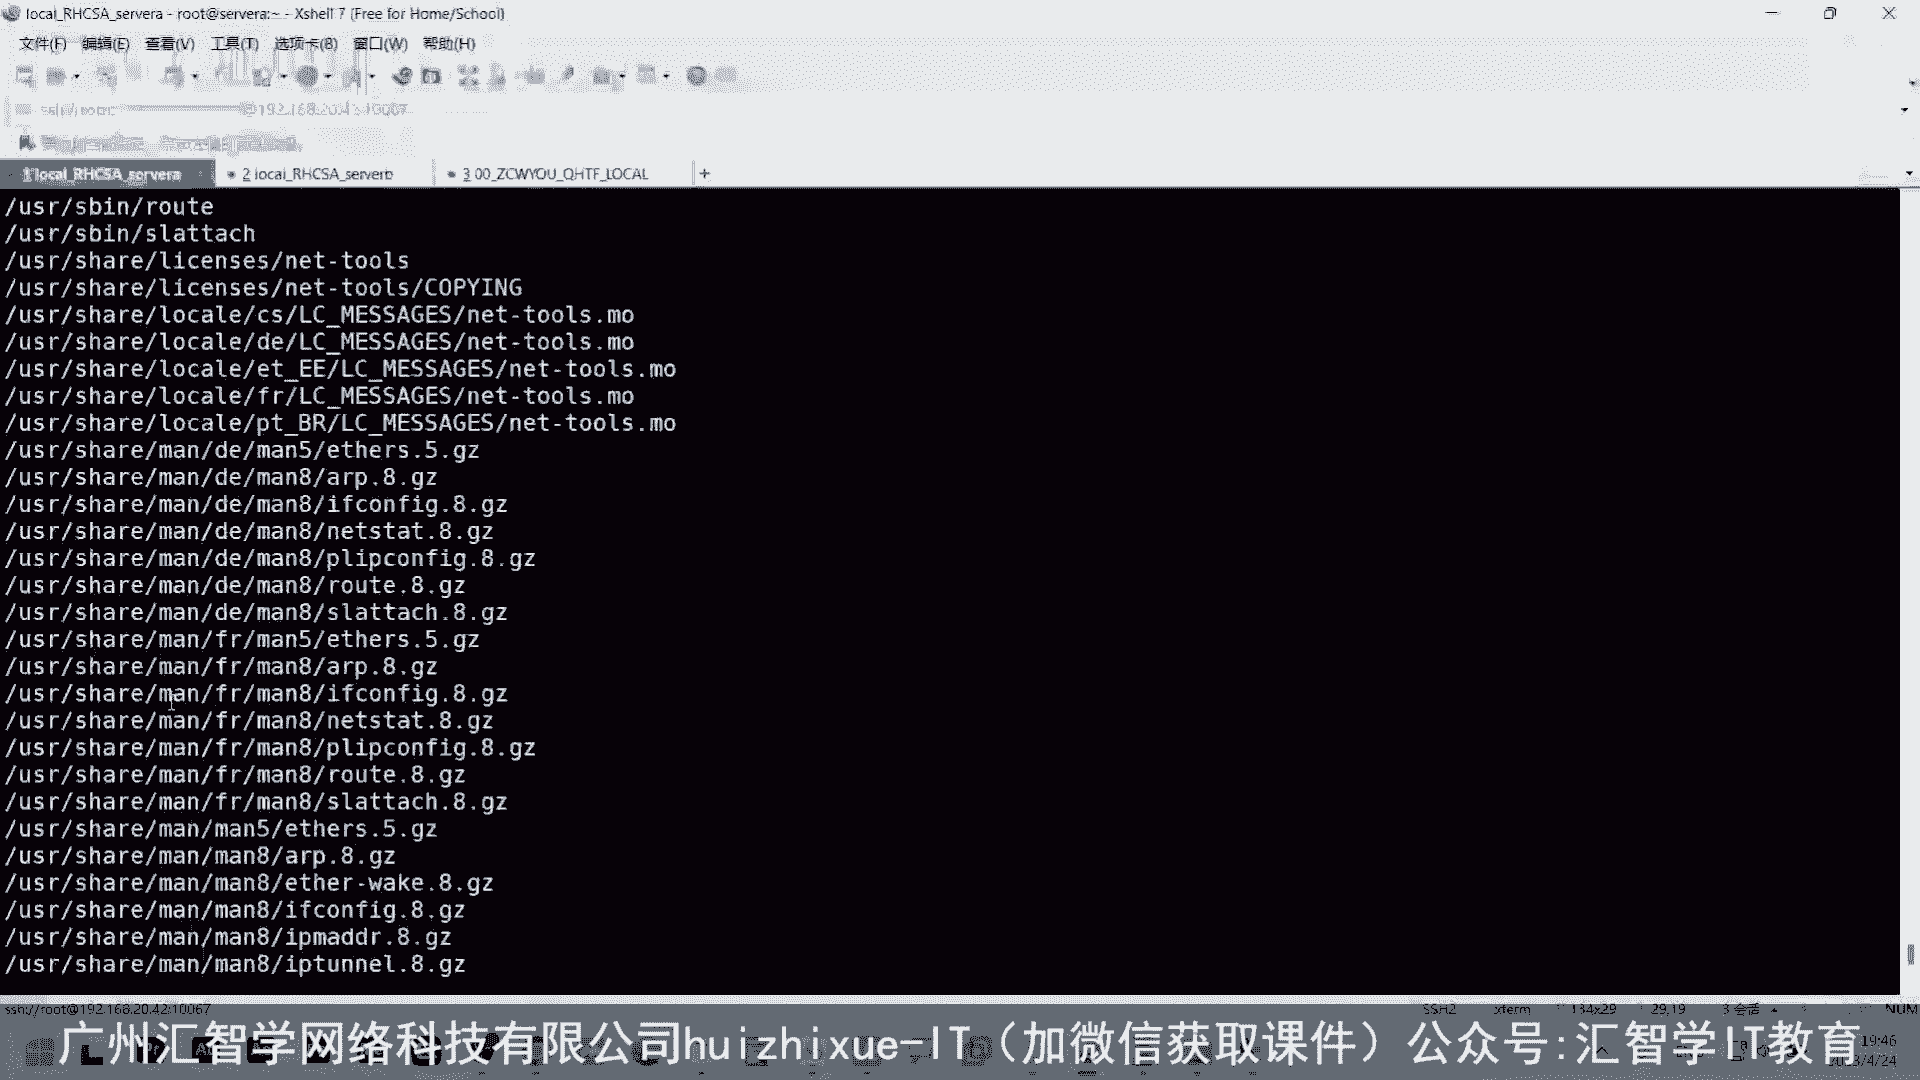 local_RHCSA_servera - root@servera:~ - Xshell 7 (Free for Home/School)
文件(F) 编辑(E) 查看(V) 工具(T) 选项卡(B) 窗口(W) 帮助(H)
1 local_RHCSA_servera 2 local_RHCSA_serverb 3 00_ZCWYOU_QHTF_LOCAL +
/usr/sbin/route
/usr/sbin/slattach
/usr/share/licenses/net-tools
/usr/share/licenses/net-tools/COPYING
/usr/share/locale/cs/LC_MESSAGES/net-tools.mo
/usr/share/locale/de/LC_MESSAGES/net-tools.mo
/usr/share/locale/et_EE/LC_MESSAGES/net-tools.mo
/usr/share/locale/fr/LC_MESSAGES/net-tools.mo
/usr/share/locale/pt_BR/LC_MESSAGES/net-tools.mo
/usr/share/man/de/man5/ethers.5.gz
/usr/share/man/de/man8/arp.8.gz
/usr/share/man/de/man8/ifconfig.8.gz
/usr/share/man/de/man8/netstat.8.gz
/usr/share/man/de/man8/plipconfig.8.gz
/usr/share/man/de/man8/route.8.gz
/usr/share/man/de/man8/slattach.8.gz
/usr/share/man/fr/man5/ethers.5.gz
/usr/share/man/fr/man8/arp.8.gz
/usr/share/man/fr/man8/ifconfig.8.gz
/usr/share/man/fr/man8/netstat.8.gz
/usr/share/man/fr/man8/plipconfig.8.gz
/usr/share/man/fr/man8/route.8.gz
/usr/share/man/fr/man8/slattach.8.gz
/usr/share/man/man5/ethers.5.gz
/usr/share/man/man8/arp.8.gz
/usr/share/man/man8/ether-wake.8.gz
/usr/share/man/man8/ifconfig.8.gz
/usr/share/man/man8/ipmaddr.8.gz
/usr/share/man/man8/iptunnel.8.gz
ssh://root@192.168.20.42:10067 SSH2 xterm 134x29 29,19 3 会话 NUM
广州汇智学网络科技有限公司huizhixue-IT（加微信获取课件）公众号:汇智学IT教育
19:46